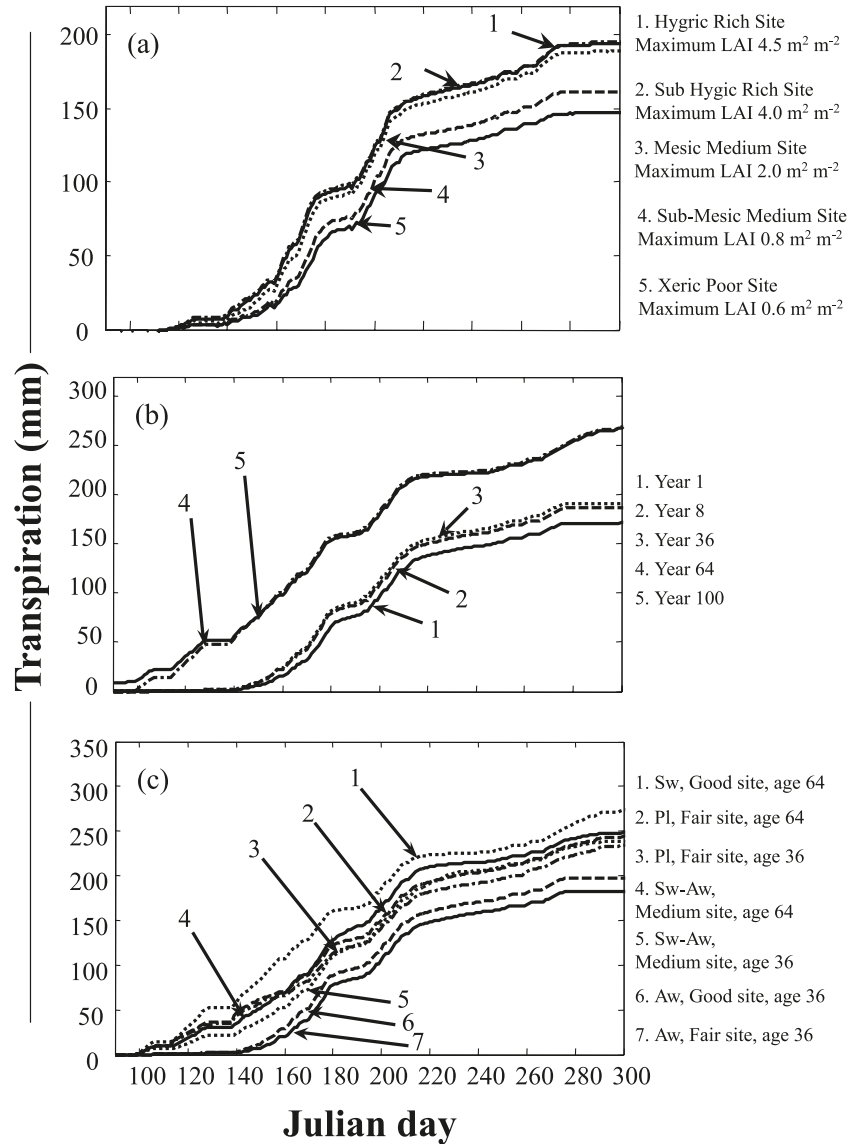 Transpiration (mm)
(a)
200
150
100
50
0
1
2
3
4
5
1. Hygric Rich Site
Maximum LAI 4.5 m² m⁻²
2. Sub Hygic Rich Site
Maximum LAI 4.0 m² m⁻²
3. Mesic Medium Site
Maximum LAI 2.0 m² m⁻²
4. Sub-Mesic Medium Site
Maximum LAI 0.8 m² m⁻²
5. Xeric Poor Site
Maximum LAI 0.6 m² m⁻²
(b)
300
250
200
150
100
50
0
5
4
3
2
1
1. Year 1
2. Year 8
3. Year 36
4. Year 64
5. Year 100
(c)
350
300
250
200
150
100
50
0
1
2
3
4
5
6
7
1. Sw, Good site, age 64
2. Pl, Fair site, age 64
3. Pl, Fair site, age 36
4. Sw-Aw,
Medium site, age 64
5. Sw-Aw,
Medium site, age 36
6. Aw, Good site, age 36
7. Aw, Fair site, age 36
100 120 140 160 180 200 220 240 260 280 300
Julian day